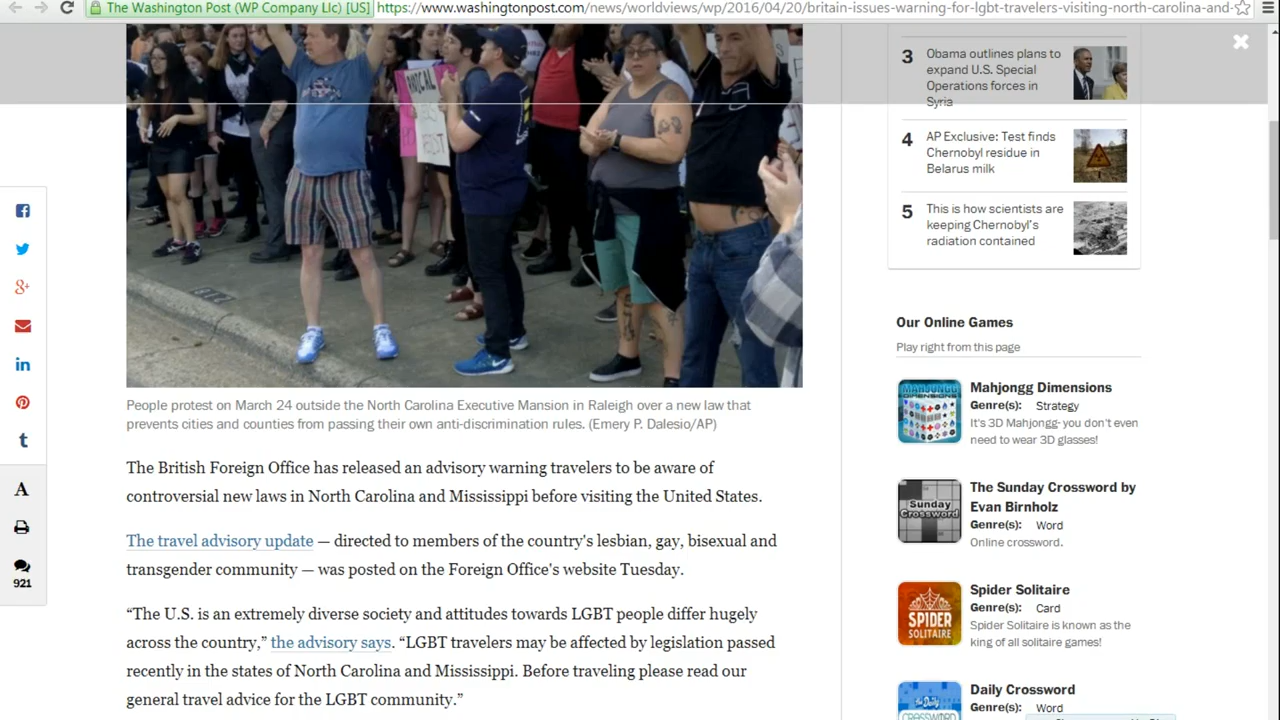 The Washington Post (WP Company Llc) [US] https://www.washingtonpost.com/news/worldviews/wp/2016/04/20/britain-issues-warning-for-lgbt-travelers-visiting-north-carolina-and-
3 Obama outlines plans to
expand U.S. Special
Operations forces in
Syria
4 AP Exclusive: Test finds
Chernobyl residue in
Belarus milk
5 This is how scientists are
keeping Chernobyl's
radiation contained
A
921
People protest on March 24 outside the North Carolina Executive Mansion in Raleigh over a new law that
prevents cities and counties from passing their own anti-discrimination rules. (Emery P. Dalesio/AP)
The British Foreign Office has released an advisory warning travelers to be aware of
controversial new laws in North Carolina and Mississippi before visiting the United States.
The travel advisory update — directed to members of the country's lesbian, gay, bisexual and
transgender community — was posted on the Foreign Office's website Tuesday.
“The U.S. is an extremely diverse society and attitudes towards LGBT people differ hugely
across the country,” the advisory says. “LGBT travelers may be affected by legislation passed
recently in the states of North Carolina and Mississippi. Before traveling please read our
general travel advice for the LGBT community.”
Our Online Games
Play right from this page
MAHJONGG
DIMENSIONS
Mahjongg Dimensions
Genre(s): Strategy
It's 3D Mahjongg- you don't even
need to wear 3D glasses!
Sunday
Crossword
The Sunday Crossword by
Evan Birnholz
Genre(s): Word
Online crossword.
SPIDER
SOLITAIRE
Spider Solitaire
Genre(s): Card
Spider Solitaire is known as the
king of all solitaire games!
The Daily
CROSSWORD
Daily Crossword
Genre(s): Word